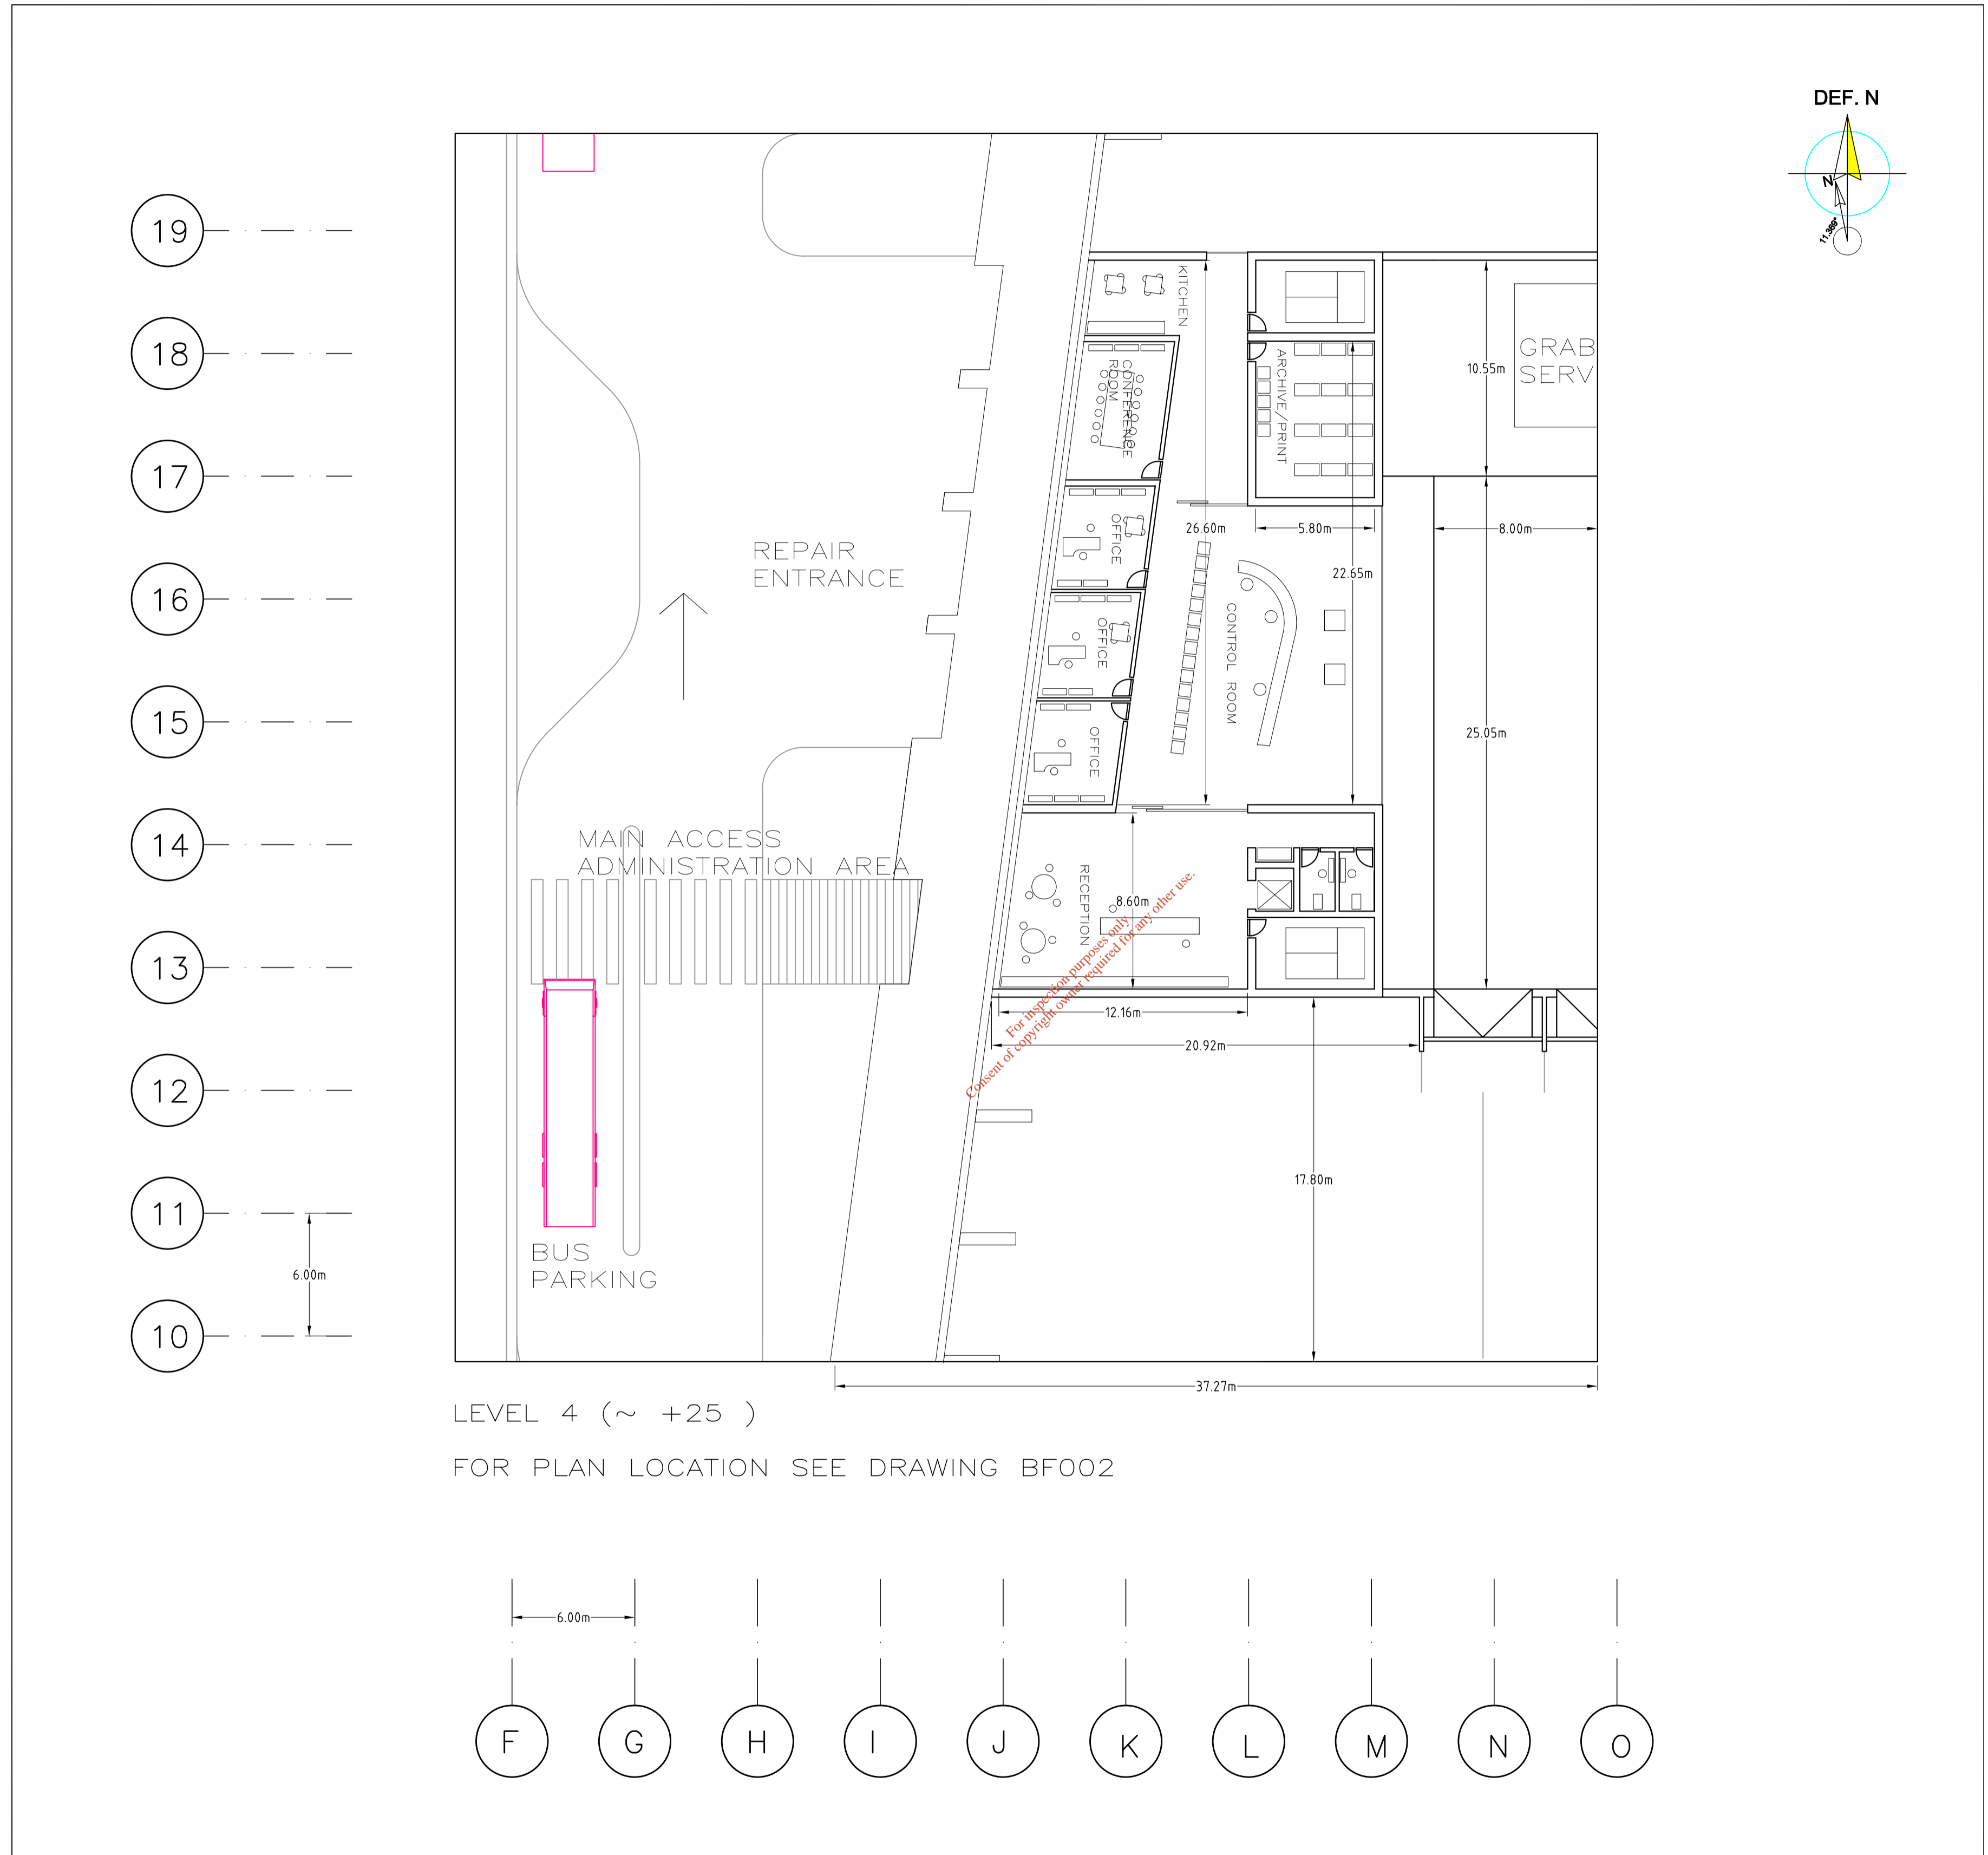 DEF. N
N
11.369°
19
18
17
16
15
14
13
12
11
10
6.00m
KITCHEN
CONFERENCE
ROOM
ARCHIVE/PRINT
GRAB
SERV
10.55m
26.60m
5.80m
8.00m
22.65m
OFFICE
OFFICE
OFFICE
CONTROL ROOM
25.05m
REPAIR
ENTRANCE
MAIN ACCESS
ADMINISTRATION AREA
RECEPTION
8.60m
For inspection purposes only.
Consent of copyright owner required for any other use.
12.16m
20.92m
17.80m
BUS
PARKING
37.27m
LEVEL 4 (~ +25 )
FOR PLAN LOCATION SEE DRAWING BF002
6.00m
F
G
H
I
J
K
L
M
N
O